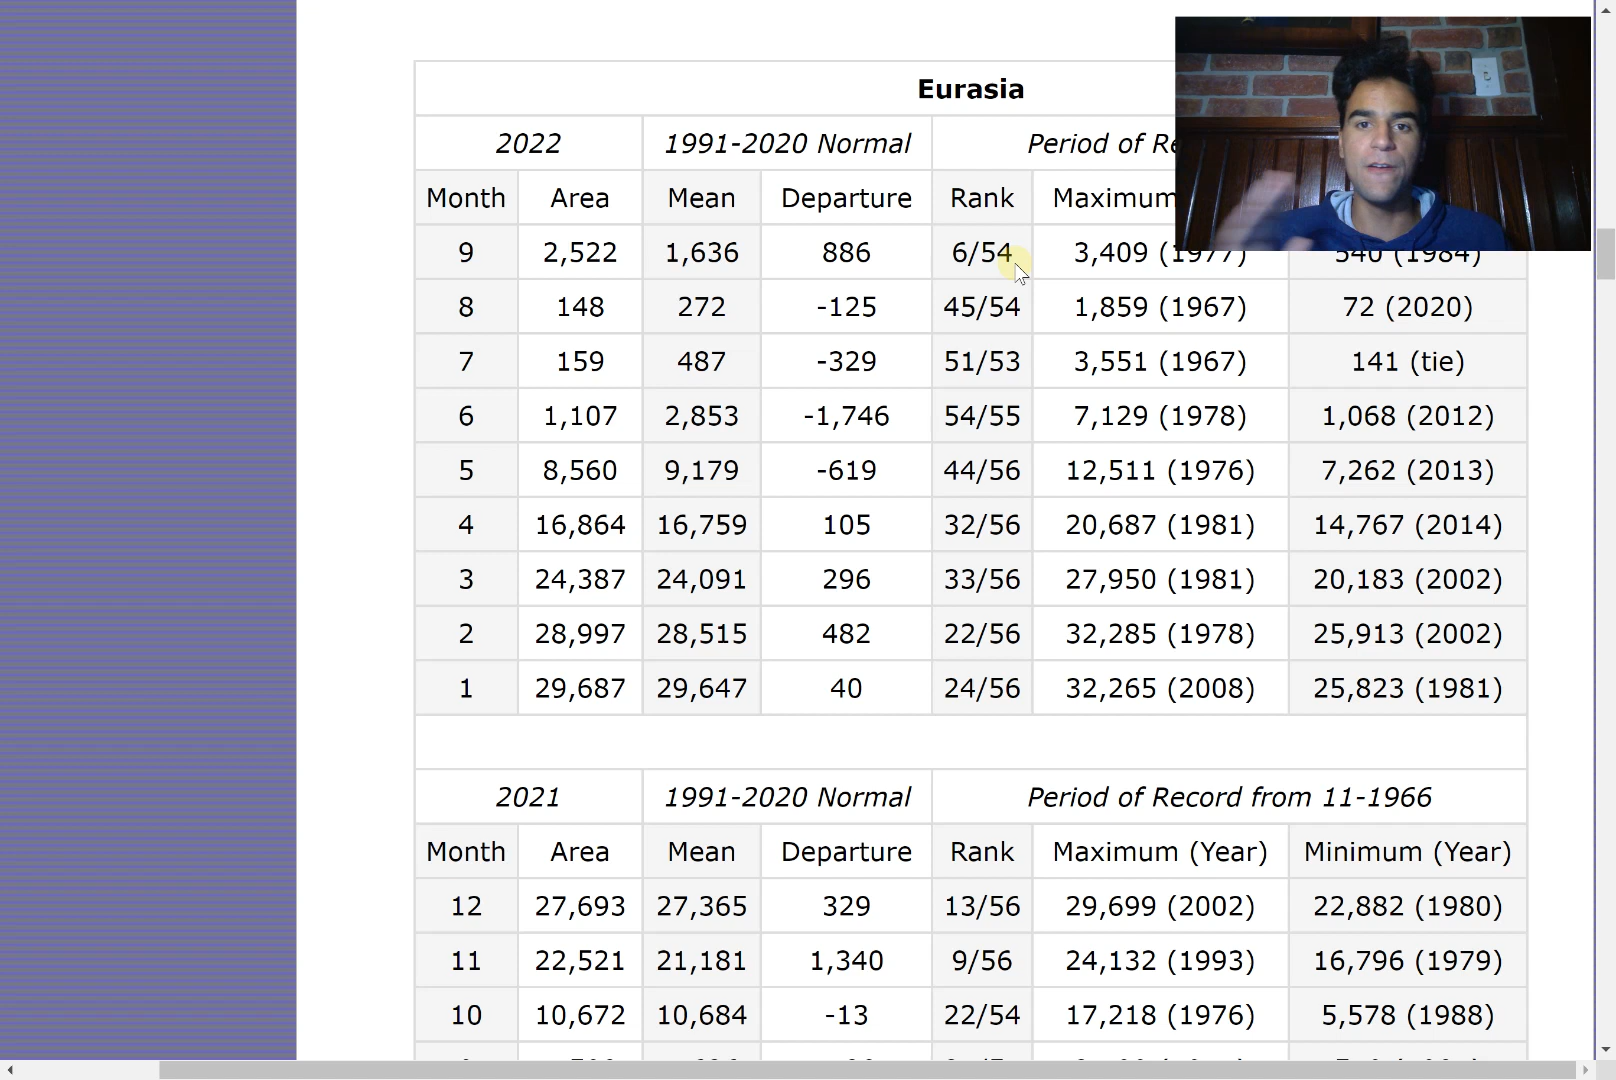 Eurasia
2022 1991-2020 Normal Period of
Month Area Mean Departure Rank Maximum
9 2,522 1,636 886 6/54 3,409 (1977) 540 (1984)
8 148 272 -125 45/54 1,859 (1967) 72 (2020)
7 159 487 -329 51/53 3,551 (1967) 141 (tie)
6 1,107 2,853 -1,746 54/55 7,129 (1978) 1,068 (2012)
5 8,560 9,179 -619 44/56 12,511 (1976) 7,262 (2013)
4 16,864 16,759 105 32/56 20,687 (1981) 14,767 (2014)
3 24,387 24,091 296 33/56 27,950 (1981) 20,183 (2002)
2 28,997 28,515 482 22/56 32,285 (1978) 25,913 (2002)
1 29,687 29,647 40 24/56 32,265 (2008) 25,823 (1981)
2021 1991-2020 Normal Period of Record from 11-1966
Month Area Mean Departure Rank Maximum (Year) Minimum (Year)
12 27,693 27,365 329 13/56 29,699 (2002) 22,882 (1980)
11 22,521 21,181 1,340 9/56 24,132 (1993) 16,796 (1979)
10 10,672 10,684 -13 22/54 17,218 (1976) 5,578 (1988)